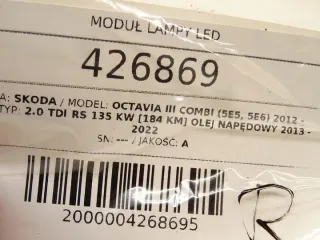 MODUŁ LAMPY LED
426869
A: SKODA / MODEL: OCTAVIA III COMBI (5E5, 5E6) 2012 -
TYP: 2.0 TDI RS 135 KW [184 KM] OLEJ NAPĘDOWY 2013 -
2022
SN: --- / JAKOŚĆ: A
2000004268695
R